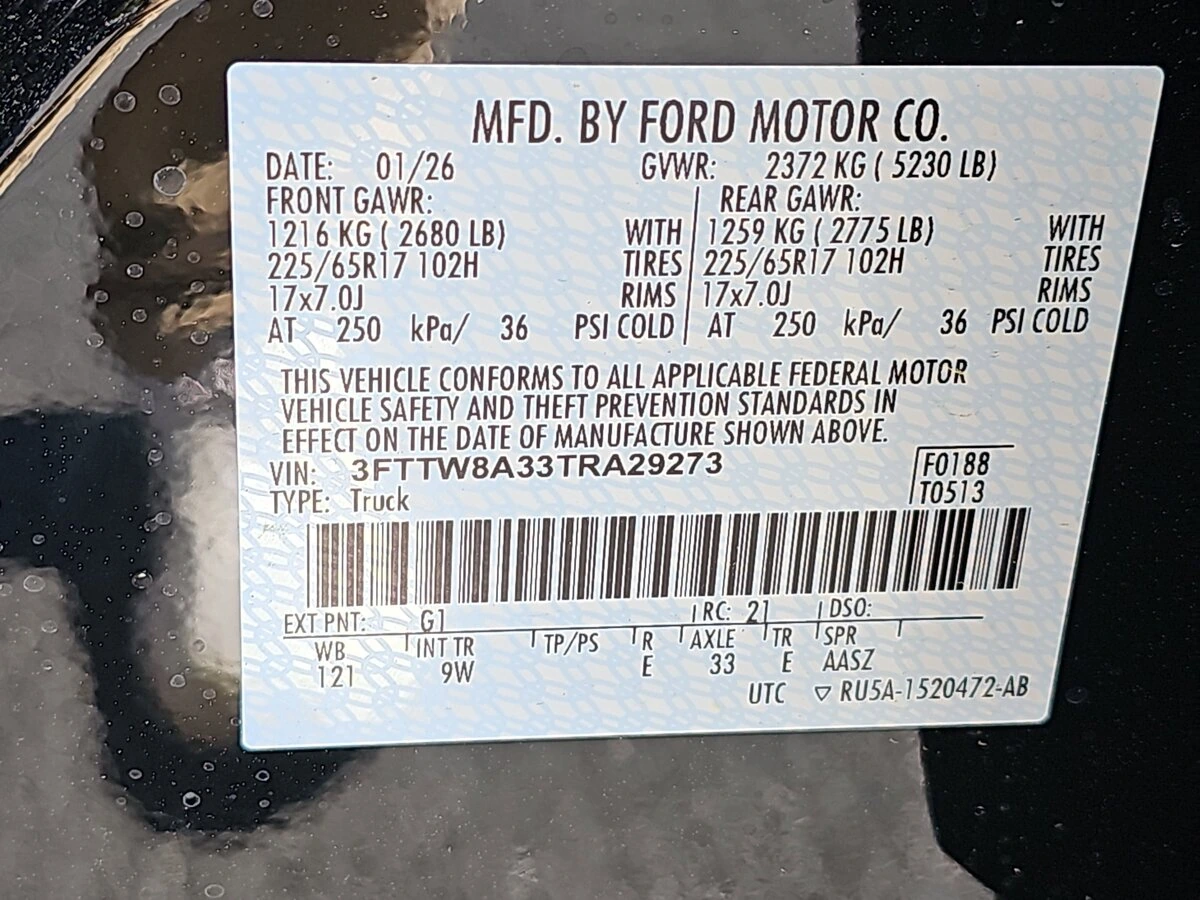 MFD. BY FORD MOTOR CO.
DATE: 01/26 GVWR: 2372 KG ( 5230 LB)
FRONT GAWR: REAR GAWR:
1216 KG ( 2680 LB) WITH 1259 KG ( 2775 LB) WITH
225/65R17 102H TIRES 225/65R17 102H TIRES
17x7.0J RIMS 17x7.0J RIMS
AT 250 kPa/ 36 PSI COLD AT 250 kPa/ 36 PSI COLD
THIS VEHICLE CONFORMS TO ALL APPLICABLE FEDERAL MOTOR
VEHICLE SAFETY AND THEFT PREVENTION STANDARDS IN
EFFECT ON THE DATE OF MANUFACTURE SHOWN ABOVE.
VIN: 3FTTW8A33TRA29273 F0188
TYPE: Truck T0513
EXT PNT: G1 RC: 21 DSO:
WB INT TR TP/PS R AXLE TR SPR
121 9W E 33 E AASZ
UTC ▽ RU5A-1520472-AB